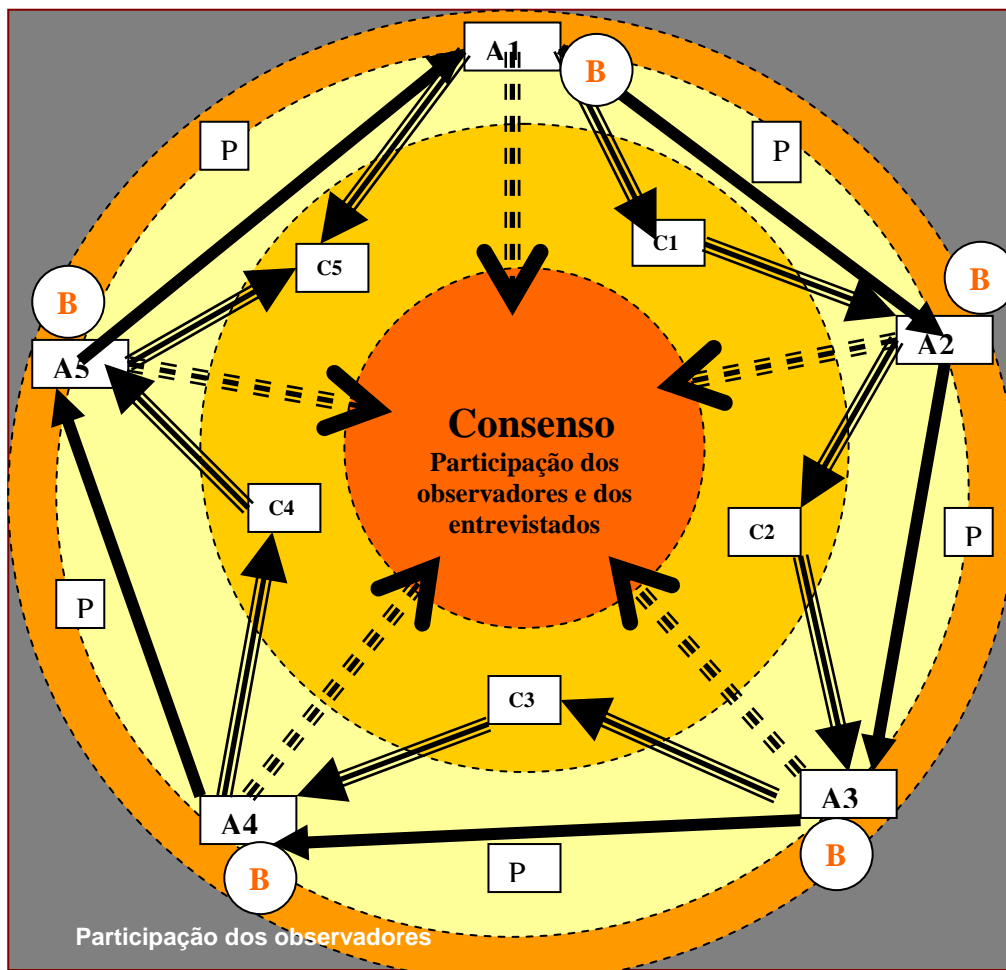 A1
B
P
P
C1
C5
B
B
A2
A5
Consenso
Participação dos
observadores e dos
entrevistados
C4
C2
P
P
C3
A3
A4
B
P
B
Participação dos observadores